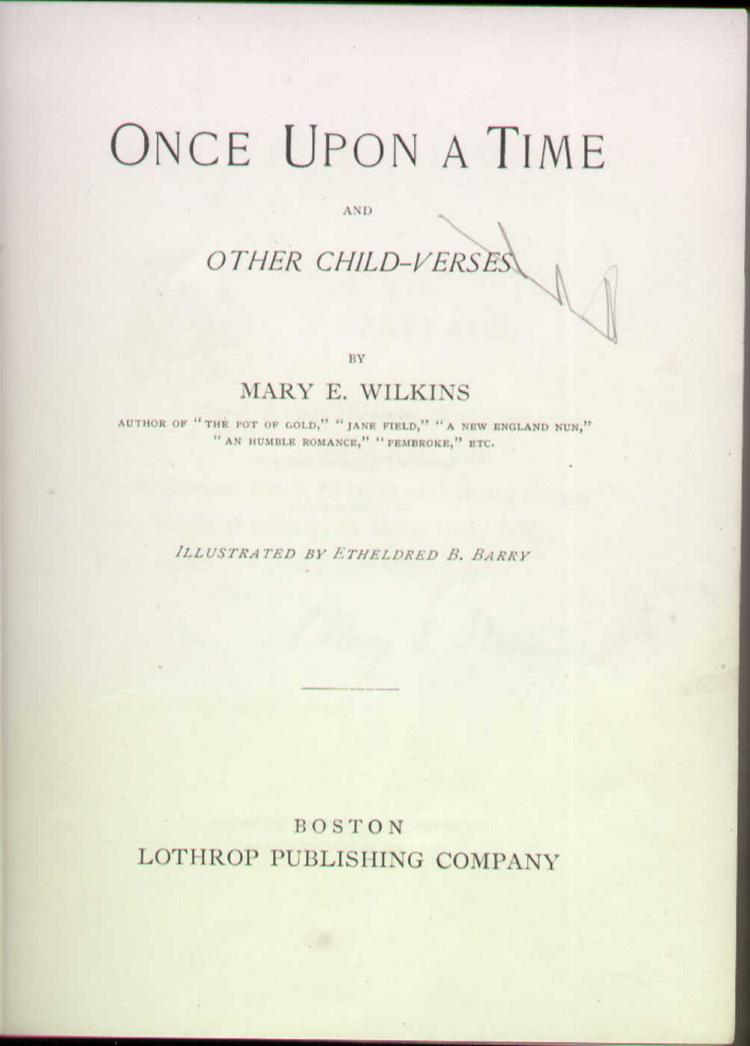 ONCE UPON A TIME
AND
OTHER CHILD-VERSES
BY
MARY E. WILKINS
AUTHOR OF "THE POT OF GOLD," "JANE FIELD," "A NEW ENGLAND NUN,"
"AN HUMBLE ROMANCE," "PEMBROKE," ETC.
ILLUSTRATED BY ETHELDRED B. BARRY
BOSTON
LOTHROP PUBLISHING COMPANY